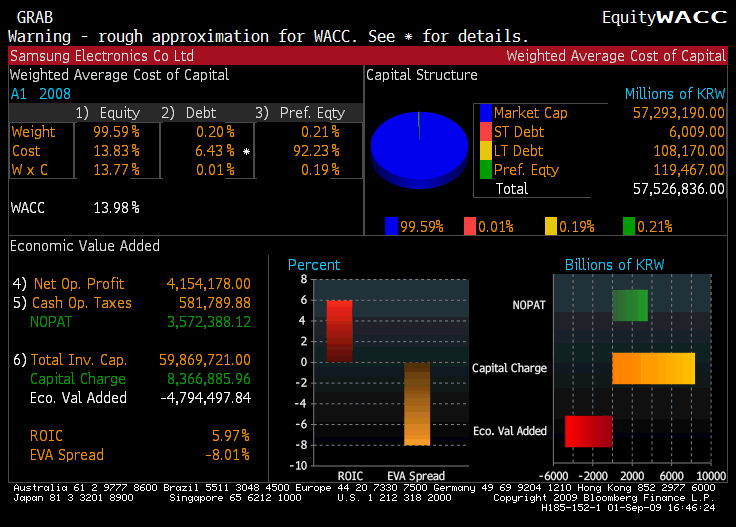 GRAB EquityWACC
Warning - rough approximation for WACC. See * for details.
Samsung Electronics Co Ltd Weighted Average Cost of Capital
Weighted Average Cost of Capital
A1 2008
1) Equity 2) Debt 3) Pref. Eqty
Weight 99.59% 0.20% 0.21%
Cost 13.83% 6.43% * 92.23%
W x C 13.77% 0.01% 0.19%
WACC 13.98%
Capital Structure
Millions of KRW
Market Cap 57,293,190.00
ST Debt 6,009.00
LT Debt 108,170.00
Pref. Eqty 119,467.00
Total 57,526,836.00
99.59% 0.01% 0.19% 0.21%
Economic Value Added
4) Net Op. Profit 4,154,178.00
5) Cash Op. Taxes 581,789.88
NOPAT 3,572,388.12
6) Total Inv. Cap. 59,869,721.00
Capital Charge 8,366,885.96
Eco. Val Added -4,794,497.84
ROIC 5.97%
EVA Spread -8.01%
Percent
8
6
4
2
0
-2
-4
-6
-8
-10
ROIC EVA Spread
Billions of KRW
NOPAT
Capital Charge
Eco. Val Added
-6000 -2000 2000 6000 10000
Australia 61 2 9777 8600 Brazil 5511 3048 4500 Europe 44 20 7330 7500 Germany 49 69 9204 1210 Hong Kong 852 2977 6000
Japan 81 3 3201 8900 Singapore 65 6212 1000 U.S. 1 212 318 2000 Copyright 2009 Bloomberg Finance L.P.
H185-152-1 01-Sep-09 16:46:24